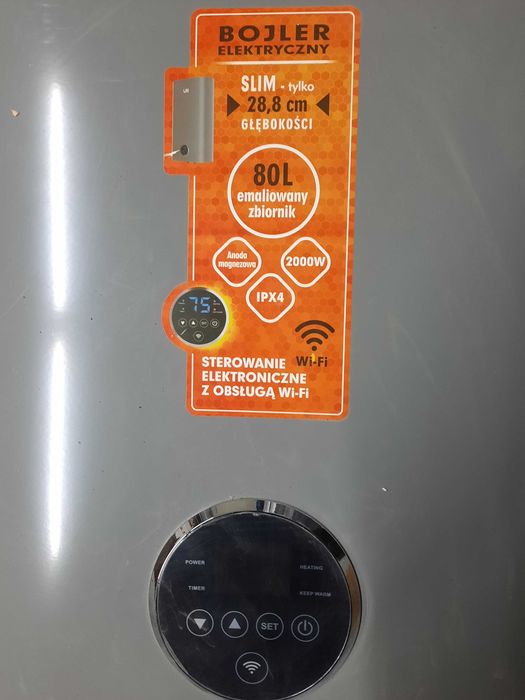 BOJLER
ELEKTRYCZNY
SLIM - tylko
28,8 cm
GŁĘBOKOŚCI
80L
emaliowany
zbiornik
Anoda
magnezowa
2000W
IPX4
75
SET
Wi-Fi
STEROWANIE
ELEKTRONICZNE
Z OBSŁUGĄ Wi-Fi
POWER
HEATING
TIMER
KEEP WARM
SET